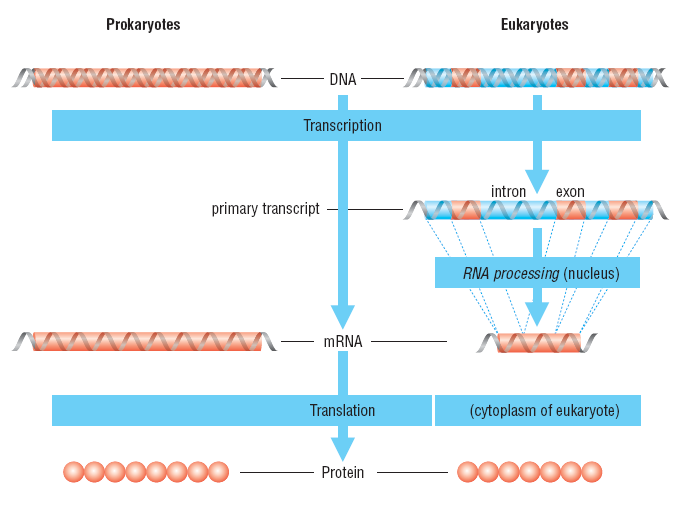 Prokaryotes
Eukaryotes
DNA
Transcription
intron
exon
primary transcript
RNA processing (nucleus)
mRNA
Translation
(cytoplasm of eukaryote)
Protein